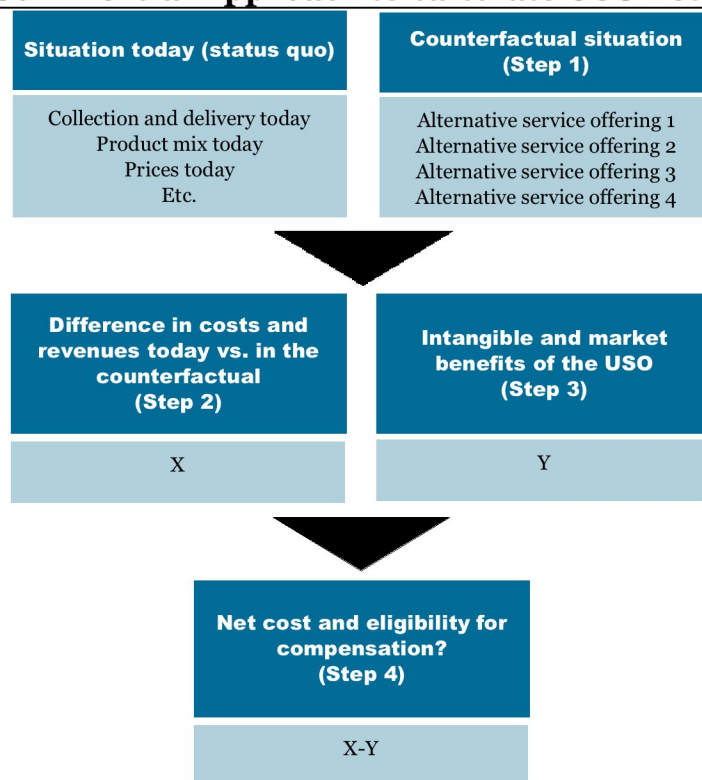 Situation today (status quo)
Collection and delivery today
Product mix today
Prices today
Etc.
Counterfactual situation
(Step 1)
Alternative service offering 1
Alternative service offering 2
Alternative service offering 3
Alternative service offering 4
Difference in costs and
revenues today vs. in the
counterfactual
(Step 2)
X
Intangible and market
benefits of the USO
(Step 3)
Y
Net cost and eligibility for
compensation?
(Step 4)
X-Y